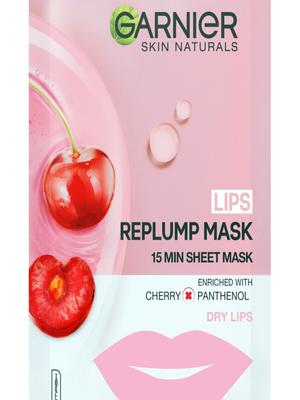 GARNIER
SKIN NATURALS
LIPS
REPLUMP MASK
15 MIN SHEET MASK
ENRICHED WITH
CHERRY PANTHENOL
DRY LIPS